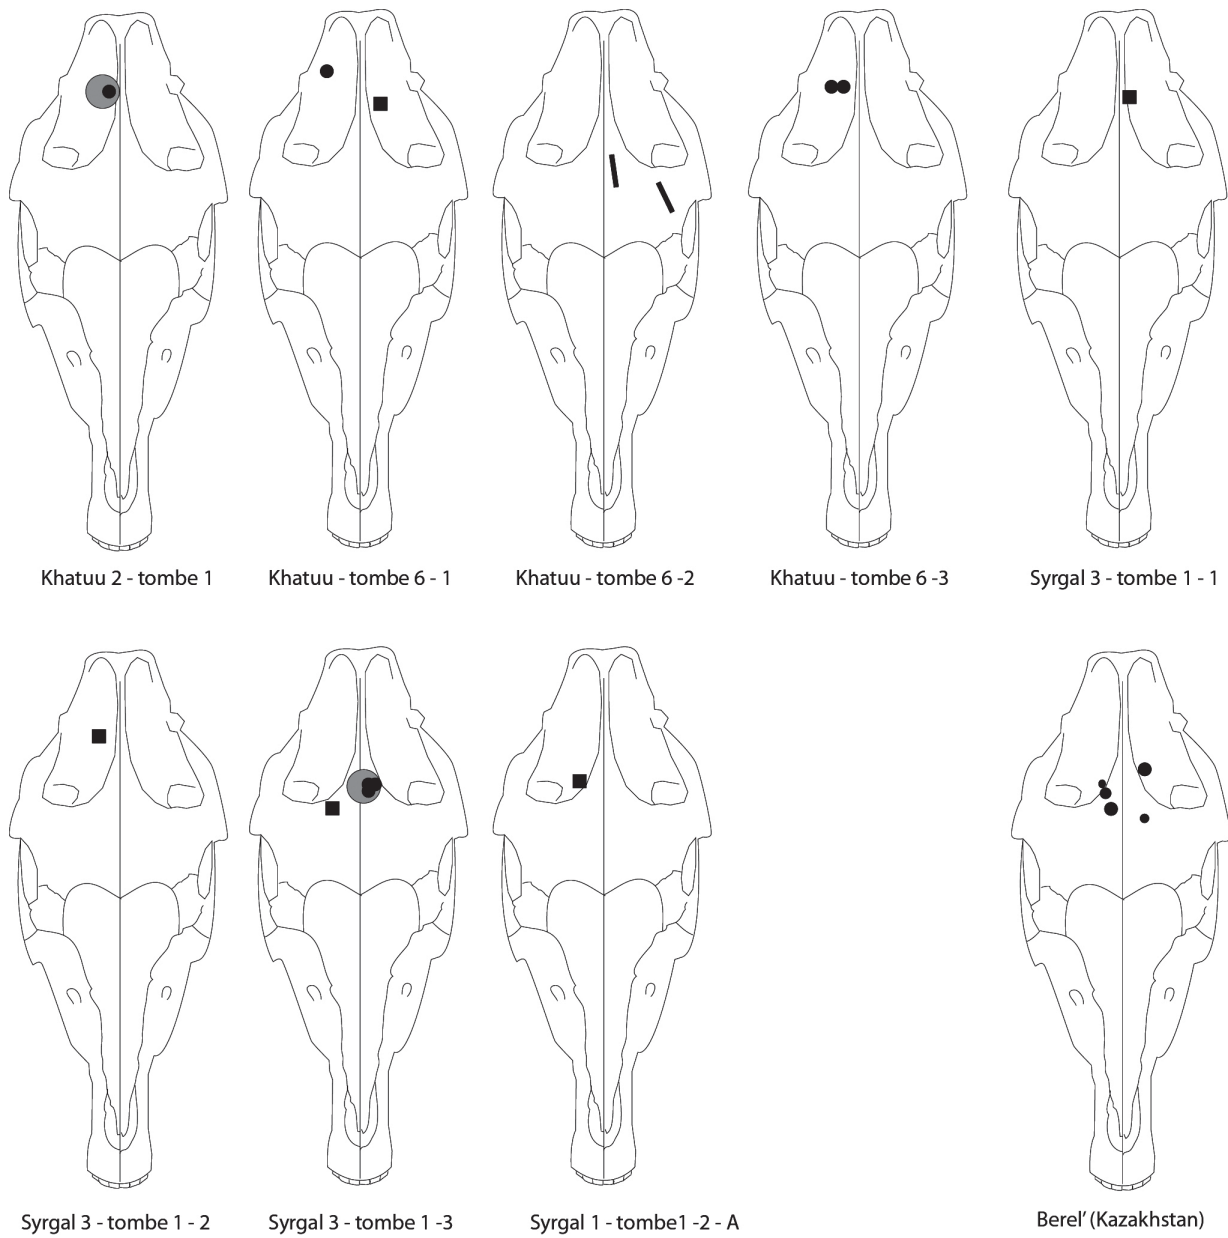 Khatuu 2 - tombe 1
Khatuu - tombe 6 - 1
Khatuu - tombe 6 -2
Khatuu - tombe 6 -3
Syrgal 3 - tombe 1 - 1
Syrgal 3 - tombe 1 - 2
Syrgal 3 - tombe 1 -3
Syrgal 1 - tombe1 -2 - A
Berel’ (Kazakhstan)